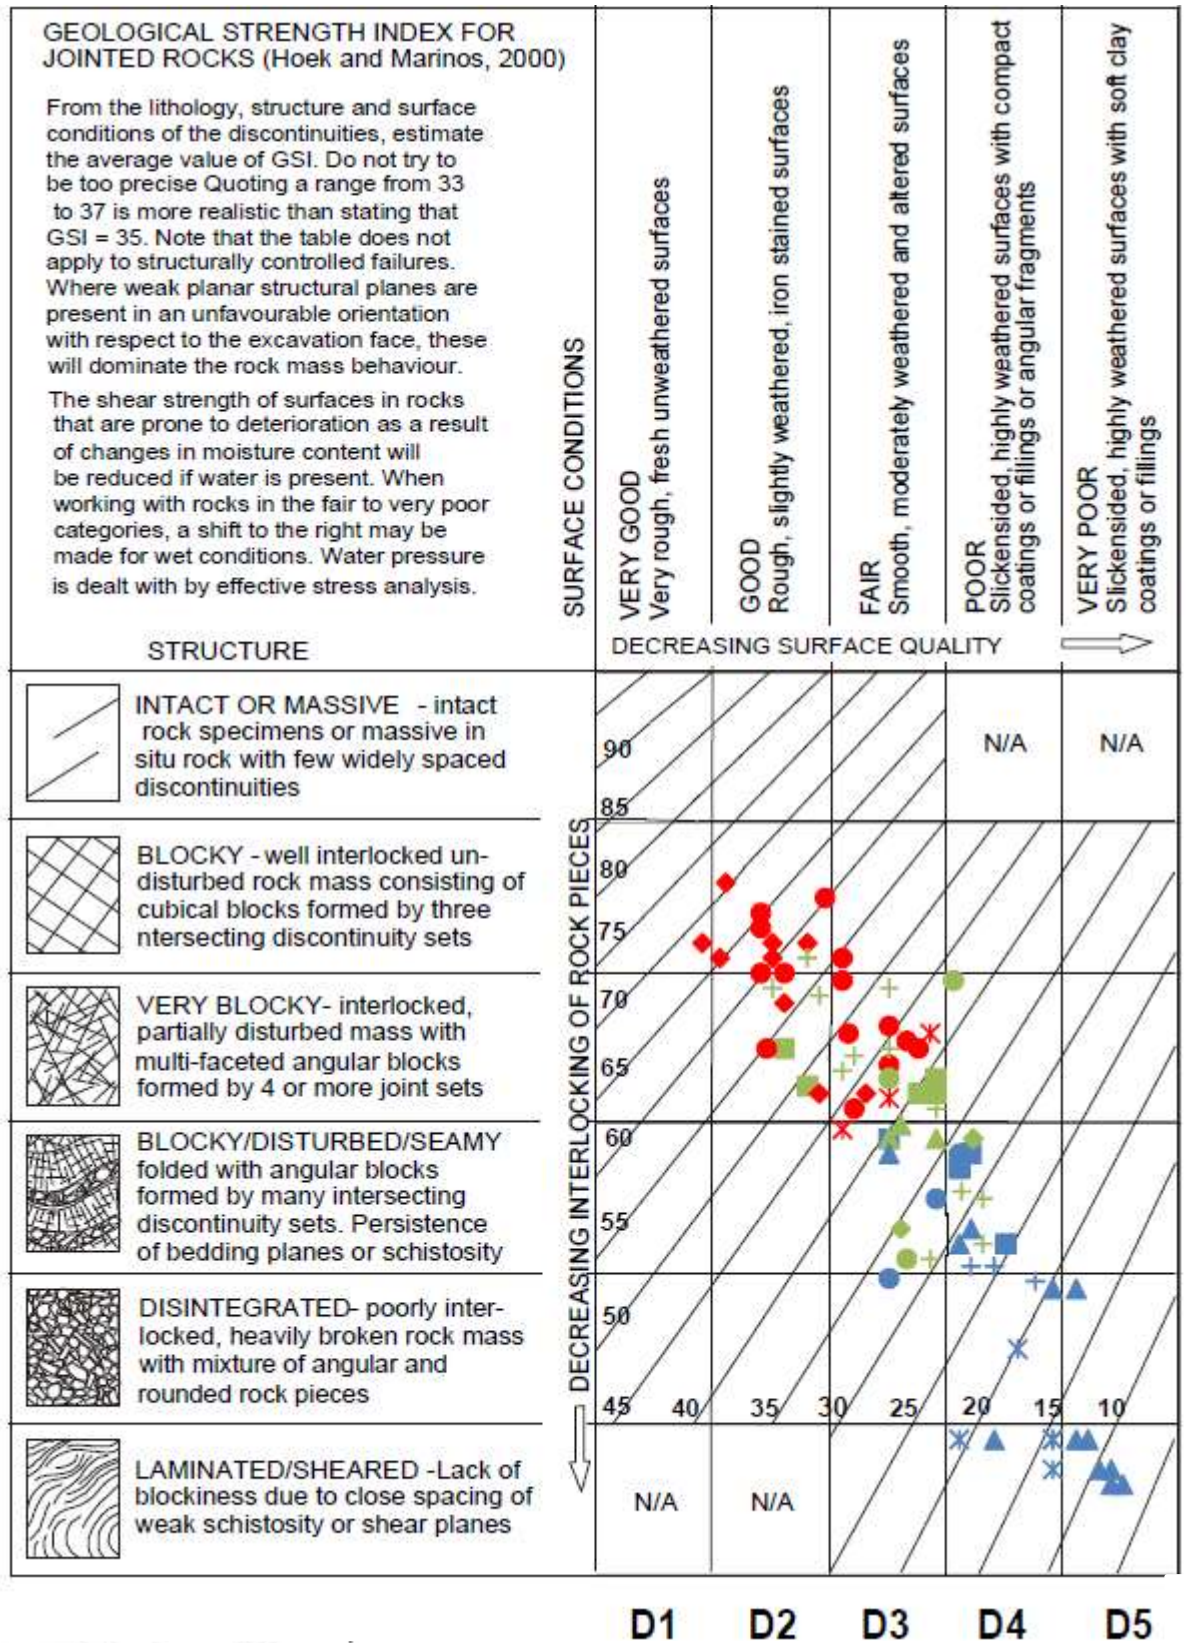 GEOLOGICAL STRENGTH INDEX FOR
JOINTED ROCKS (Hoek and Marinos, 2000)
From the lithology, structure and surface
conditions of the discontinuities, estimate
the average value of GSI. Do not try to
be too precise Quoting a range from 33
to 37 is more realistic than stating that
GSI = 35. Note that the table does not
apply to structurally controlled failures.
Where weak planar structural planes are
present in an unfavourable orientation
with respect to the excavation face, these
will dominate the rock mass behaviour.
The shear strength of surfaces in rocks
that are prone to deterioration as a result
of changes in moisture content will
be reduced if water is present. When
working with rocks in the fair to very poor
categories, a shift to the right may be
made for wet conditions. Water pressure
is dealt with by effective stress analysis.
STRUCTURE
SURFACE CONDITIONS
VERY GOOD
Very rough, fresh unweathered surfaces
GOOD
Rough, slightly weathered, iron stained surfaces
FAIR
Smooth, moderately weathered and altered surfaces
POOR
Slickensided, highly weathered surfaces with compact
coatings or fillings or angular fragments
VERY POOR
Slickensided, highly weathered surfaces with soft clay
coatings or fillings
DECREASING SURFACE QUALITY
INTACT OR MASSIVE - intact
rock specimens or massive in
situ rock with few widely spaced
discontinuities
BLOCKY - well interlocked un-
disturbed rock mass consisting of
cubical blocks formed by three
ntersecting discontinuity sets
VERY BLOCKY- interlocked,
partially disturbed mass with
multi-faceted angular blocks
formed by 4 or more joint sets
BLOCKY/DISTURBED/SEAMY
folded with angular blocks
formed by many intersecting
discontinuity sets. Persistence
of bedding planes or schistosity
DISINTEGRATED- poorly inter-
locked, heavily broken rock mass
with mixture of angular and
rounded rock pieces
LAMINATED/SHEARED -Lack of
blockiness due to close spacing of
weak schistosity or shear planes
DECREASING INTERLOCKING OF ROCK PIECES
90
N/A
N/A
85
80
75
70
65
60
55
50
45
40
35
30
25
20
15
10
N/A
N/A
D1
D2
D3
D4
D5